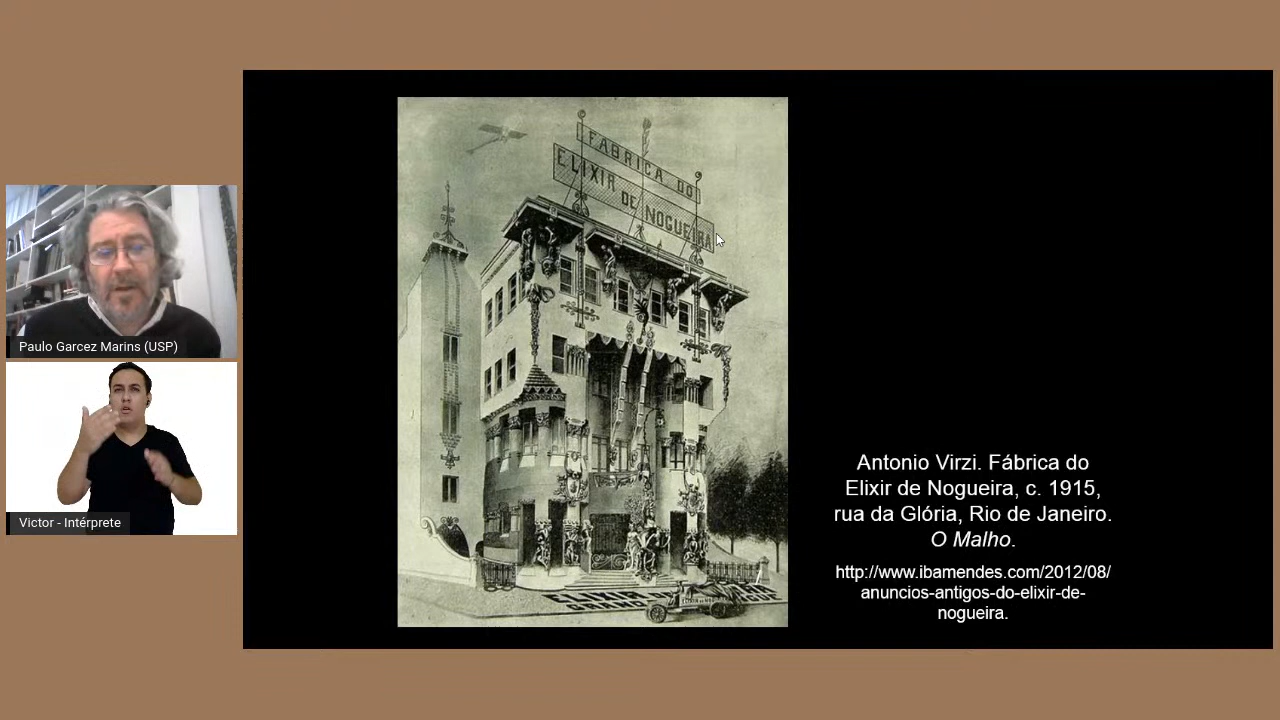 Paulo Garcez Marins (USP)
Victor - Intérprete
FABRICA DO
ELIXIR DE NOGUEIRA
Antonio Virzi. Fábrica do
Elixir de Nogueira, c. 1915,
rua da Glória, Rio de Janeiro.
O Malho.
http://www.ibamendes.com/2012/08/
anuncios-antigos-do-elixir-de-
nogueira.